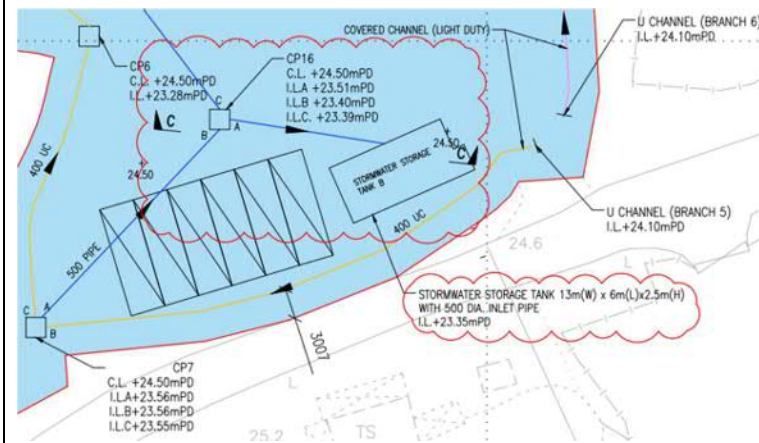 COVERED CHANNEL (LIGHT DUTY)
U CHANNEL (BRANCH 6)
I.L.+24.10mPD
CP6
C.L. +24.50mPD
I.L.+23.28mPD
CP16
C.L. +24.50mPD
I.L.A +23.51mPD
I.L.B +23.40mPD
I.L.C. +23.39mPD
C
C
B
A
24.50
24.50
C
STORMWATER STORAGE
TANK B
400 UC
400 UC
500 PIPE
U CHANNEL (BRANCH 5)
I.L.+24.10mPD
24.6
L
STORMWATER STORAGE TANK 13m(W) x 6m(L)x2.5m(H)
WITH 500 DIA. INLET PIPE
I.L.+23.35mPD
C
A
B
3007
CP7
C.L. +24.50mPD
I.L.A+23.56mPD
I.L.B+23.56mPD
I.L.C+23.55mPD
L
25.2
TS